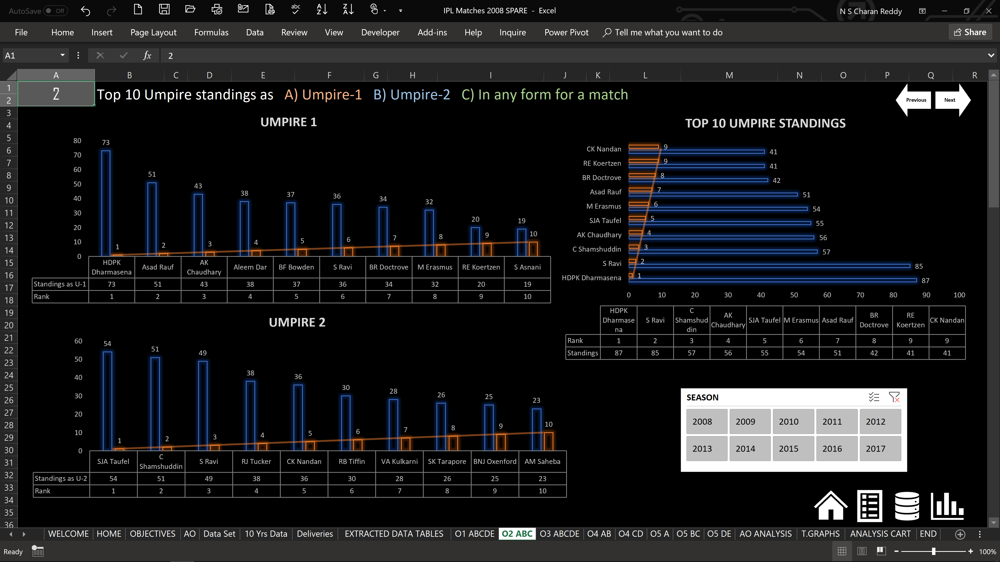 AutoSave Off
abc
A Z
Z A
IPL Matches 2008 SPARE - Excel
N S Charan Reddy
File Home Insert Page Layout Formulas Data Review View Developer Add-ins Help Inquire Power Pivot Tell me what you want to do Share
A1 fx 2
A B C D E F G H I J K L M N O P Q R
1
2
3
4
5
6
7
8
9
10
11
12
13
14
15
16
17
18
19
20
21
22
23
24
25
26
27
28
29
30
31
32
33
34
35
36
2 Top 10 Umpire standings as A) Umpire-1 B) Umpire-2 C) In any form for a match
Previous Next
UMPIRE 1
80
70
60
50
40
30
20
10
0
73 51 43 38 37 36 34 32 20 19
1 2 3 4 5 6 7 8 9 10
HDPK Dharmasena Asad Rauf AK Chaudhary Aleem Dar BF Bowden S Ravi BR Doctrove M Erasmus RE Koertzen S Asnani
Standings as U-1 73 51 43 38 37 36 34 32 20 19
Rank 1 2 3 4 5 6 7 8 9 10
UMPIRE 2
60
50
40
30
20
10
0
54 51 49 38 36 30 28 26 25 23
1 2 3 4 5 6 7 8 9 10
SJA Taufel C Shamshuddin S Ravi RJ Tucker CK Nandan RB Tiffin VA Kulkarni SK Tarapore BNJ Oxenford AM Saheba
Standings as U-2 54 51 49 38 36 30 28 26 25 23
Rank 1 2 3 4 5 6 7 8 9 10
TOP 10 UMPIRE STANDINGS
CK Nandan 9 41
RE Koertzen 9 41
BR Doctrove 8 42
Asad Rauf 7 51
M Erasmus 6 54
SJA Taufel 5 55
AK Chaudhary 4 56
C Shamshuddin 3 57
S Ravi 2 85
HDPK Dharmasena 1 87
0 10 20 30 40 50 60 70 80 90 100
HDPK Dharmasena S Ravi C Shamshuddin AK Chaudhary SJA Taufel M Erasmus Asad Rauf BR Doctrove RE Koertzen CK Nandan
Rank 1 2 3 4 5 6 7 8 9 9
Standings 87 85 57 56 55 54 51 42 41 41
SEASON
2008 2009 2010 2011 2012
2013 2014 2015 2016 2017
WELCOME HOME OBJECTIVES AO Data Set 10 Yrs Data Deliveries EXTRACTED DATA TABLES O1 ABCDE O2 ABC O3 ABCDE O4 AB O4 CD O5 A O5 BC O5 DE AO ANALYSIS T.GRAPHS ANALYSIS CART END
Ready 100%